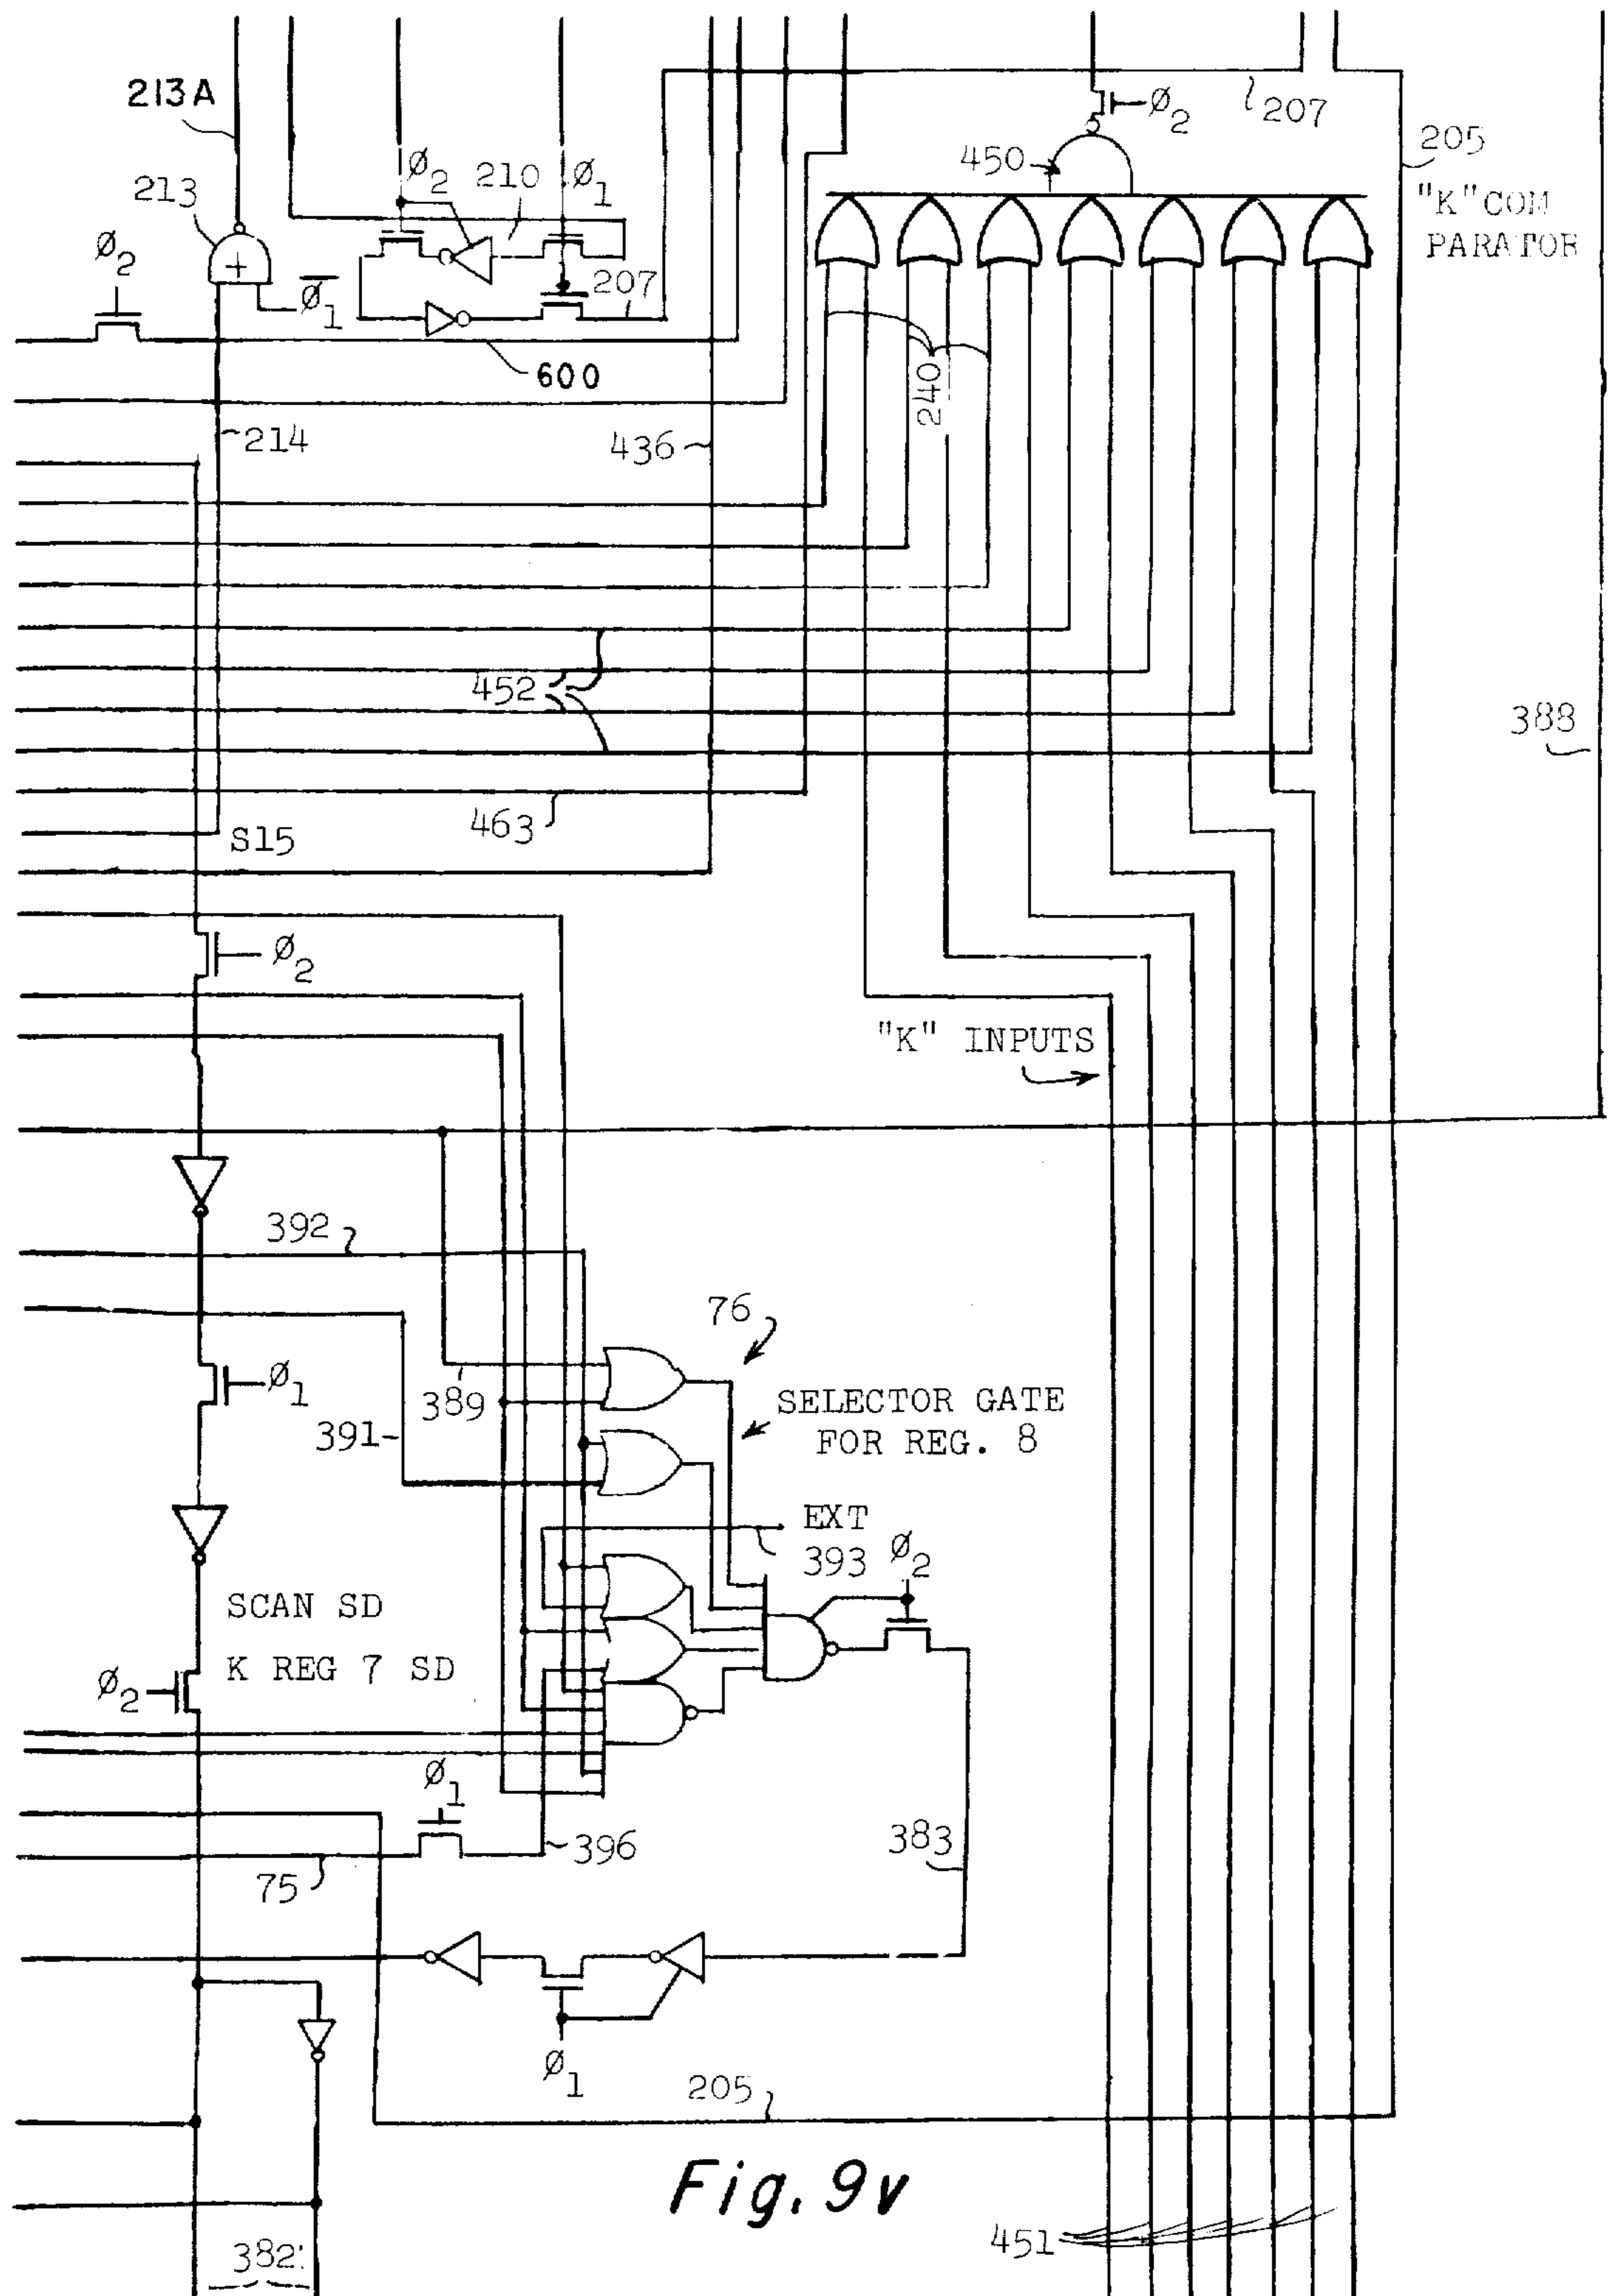 213A
Ø2
207
450
205
"K" COM
PARATOR
Ø2
210
Ø1
213
Ø2
Ø1
207
600
240
214
436
452
388
463
S15
Ø2
"K" INPUTS
392
76
Ø1
389
391
SELECTOR GATE
FOR REG. 8
EXT
393
Ø2
SCAN SD
K REG 7 SD
Ø2
Ø1
396
383
75
Ø1
205
Fig. 9v
451
382